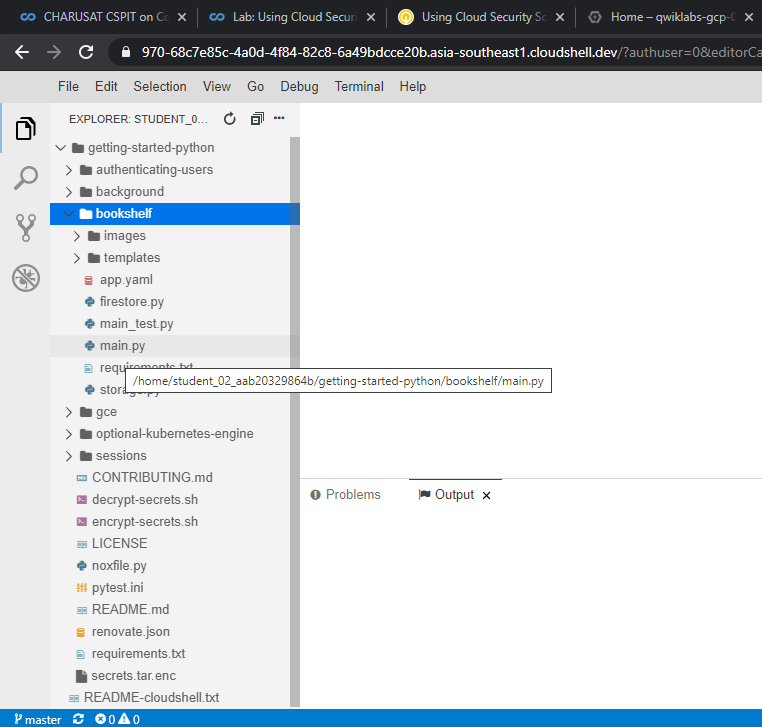 CHARUSAT CSPIT on Co
Lab: Using Cloud Secur
Using Cloud Security Sc
Home – qwiklabs-gcp-0
970-68c7e85c-4a0d-4f84-82c8-6a49bdcce20b.asia-southeast1.cloudshell.dev/?authuser=0&editorCa
File Edit Selection View Go Debug Terminal Help
EXPLORER: STUDENT_0...
getting-started-python
authenticating-users
background
bookshelf
images
templates
app.yaml
firestore.py
main_test.py
main.py
requirements.txt
/home/student_02_aab20329864b/getting-started-python/bookshelf/main.py
storage.py
gce
optional-kubernetes-engine
sessions
CONTRIBUTING.md
decrypt-secrets.sh
encrypt-secrets.sh
LICENSE
noxfile.py
pytest.ini
README.md
renovate.json
requirements.txt
secrets.tar.enc
README-cloudshell.txt
Problems
Output
master 0 0